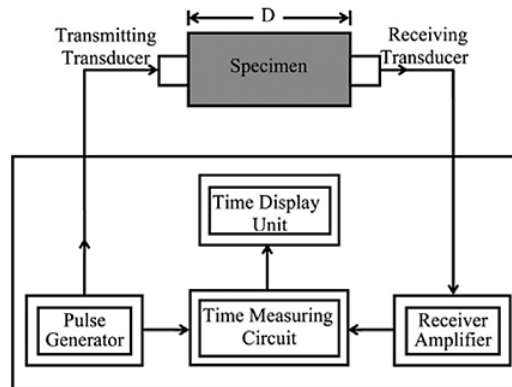 D
Transmitting
Transducer
Receiving
Transducer
Specimen
Time Display
Unit
Pulse
Generator
Time Measuring
Circuit
Receiver
Amplifier